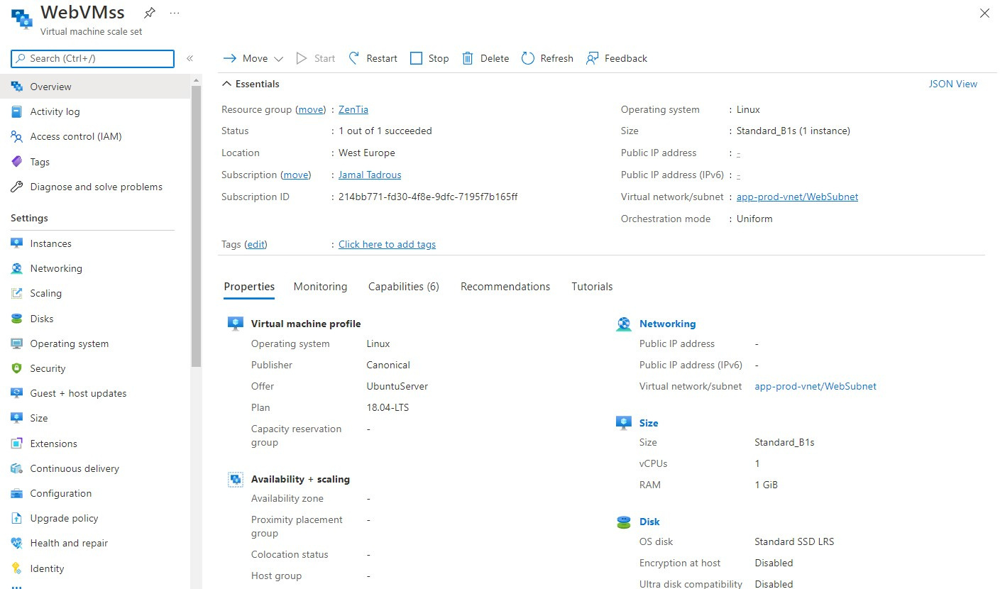 WebVMss
...
Virtual machine scale set
Search (Ctrl+/)
«
Overview
Activity log
Access control (IAM)
Tags
Diagnose and solve problems
Settings
Instances
Networking
Scaling
Disks
Operating system
Security
Guest + host updates
Size
Extensions
Continuous delivery
Configuration
Upgrade policy
Health and repair
Identity
Move
Start
Restart
Stop
Delete
Refresh
Feedback
Essentials
JSON View
Resource group (move) : ZenTia
Status : 1 out of 1 succeeded
Location : West Europe
Subscription (move) : Jamal Tadrous
Subscription ID : 214bb771-fd30-4f8e-9dfc-7195f7b165ff
Operating system : Linux
Size : Standard_B1s (1 instance)
Public IP address : -
Public IP address (IPv6) : -
Virtual network/subnet : app-prod-vnet/WebSubnet
Orchestration mode : Uniform
Tags (edit) : Click here to add tags
Properties
Monitoring
Capabilities (6)
Recommendations
Tutorials
Virtual machine profile
Operating system Linux
Publisher Canonical
Offer UbuntuServer
Plan 18.04-LTS
Capacity reservation -
group
Availability + scaling
Availability zone -
Proximity placement -
group
Colocation status -
Host group -
Networking
Public IP address -
Public IP address (IPv6) -
Virtual network/subnet app-prod-vnet/WebSubnet
Size
Size Standard_B1s
vCPUs 1
RAM 1 GiB
Disk
OS disk Standard SSD LRS
Encryption at host Disabled
Ultra disk compatibility Disabled